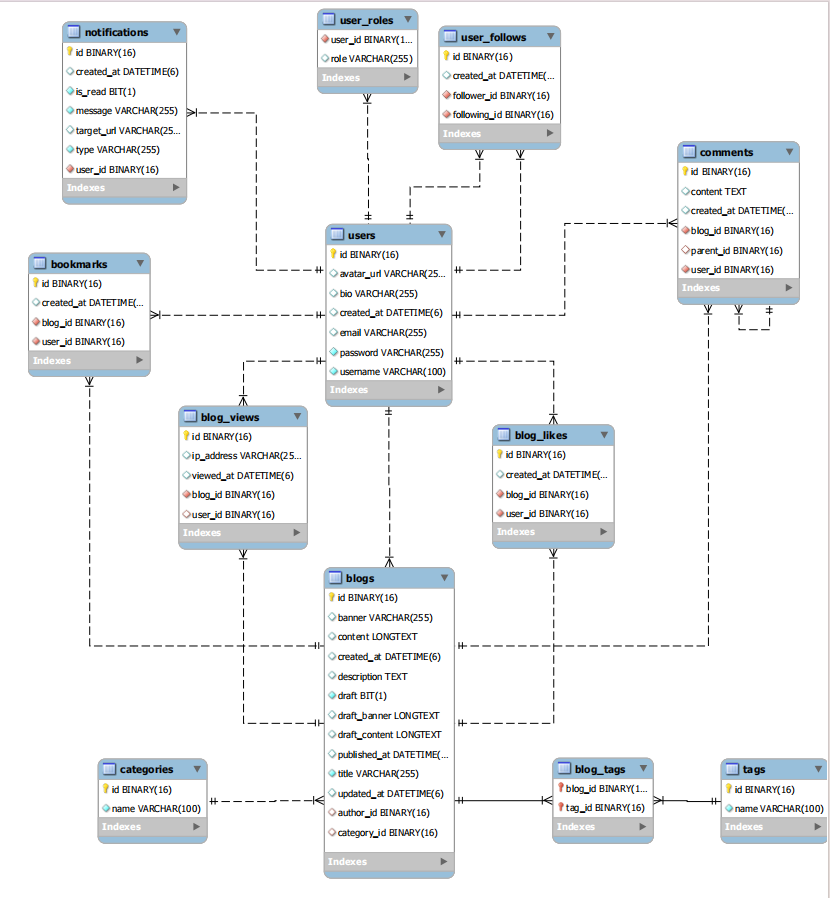 notifications
id BINARY(16)
created_at DATETIME(6)
is_read BIT(1)
message VARCHAR(255)
target_url VARCHAR(25...
type VARCHAR(255)
user_id BINARY(16)
Indexes
user_roles
user_id BINARY(1...
role VARCHAR(255)
Indexes
user_follows
id BINARY(16)
created_at DATETIME(...
follower_id BINARY(16)
following_id BINARY(16)
Indexes
comments
id BINARY(16)
content TEXT
created_at DATETIME(...
blog_id BINARY(16)
parent_id BINARY(16)
user_id BINARY(16)
Indexes
users
id BINARY(16)
avatar_url VARCHAR(25...
bio VARCHAR(255)
created_at DATETIME(6)
email VARCHAR(255)
password VARCHAR(255)
username VARCHAR(100)
Indexes
bookmarks
id BINARY(16)
created_at DATETIME(...
blog_id BINARY(16)
user_id BINARY(16)
Indexes
blog_views
id BINARY(16)
ip_address VARCHAR(25...
viewed_at DATETIME(6)
blog_id BINARY(16)
user_id BINARY(16)
Indexes
blog_likes
id BINARY(16)
created_at DATETIME(...
blog_id BINARY(16)
user_id BINARY(16)
Indexes
blogs
id BINARY(16)
banner VARCHAR(255)
content LONGTEXT
created_at DATETIME(6)
description TEXT
draft BIT(1)
draft_banner LONGTEXT
draft_content LONGTEXT
published_at DATETIME(...
title VARCHAR(255)
updated_at DATETIME(6)
author_id BINARY(16)
category_id BINARY(16)
Indexes
categories
id BINARY(16)
name VARCHAR(100)
Indexes
blog_tags
blog_id BINARY(1...
tag_id BINARY(16)
Indexes
tags
id BINARY(16)
name VARCHAR(100)
Indexes